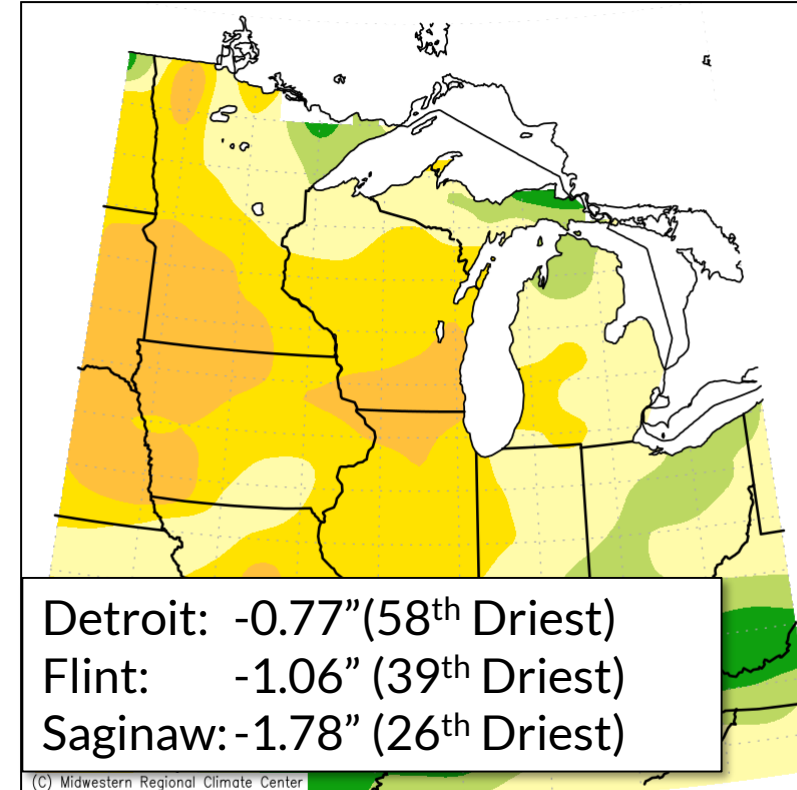 Detroit: -0.77”(58th Driest)
Flint: -1.06” (39th Driest)
Saginaw: -1.78” (26th Driest)
(C) Midwestern Regional Climate Center